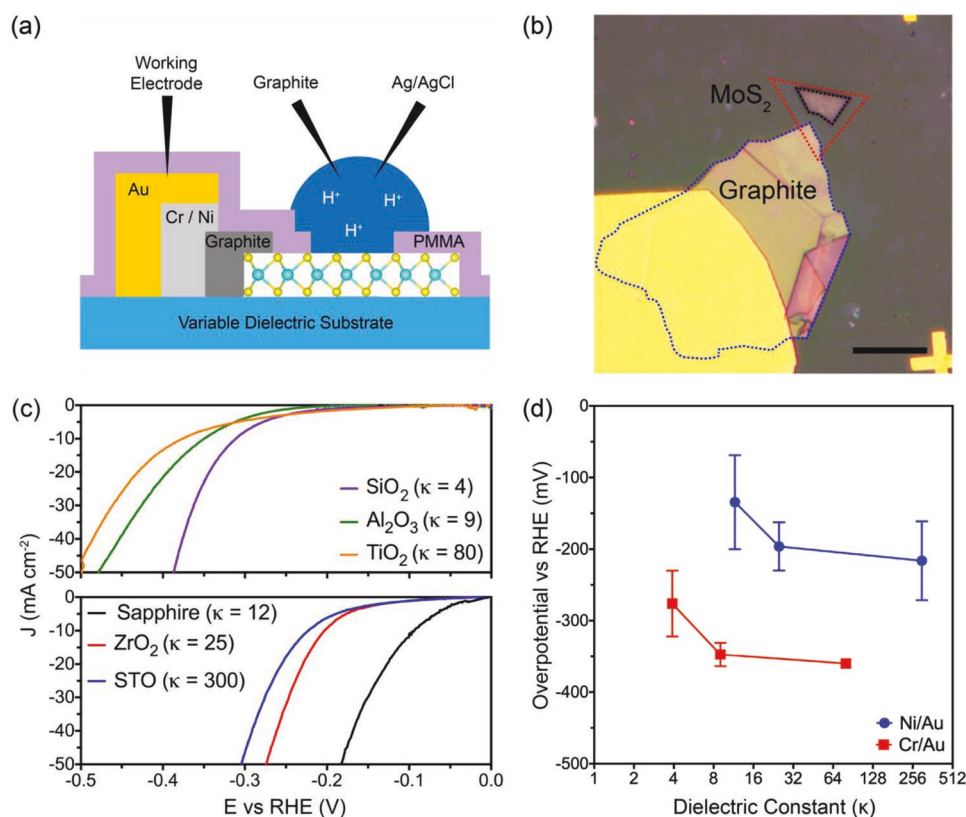 (a)
Working
Electrode
Graphite
Ag/AgCl
Au
Cr / Ni
Graphite
H⁺
H⁺
H⁺
PMMA
Variable Dielectric Substrate
(b)
MoS₂
Graphite
(c)
0
-10
-20
-30
-40
-50
SiO₂ (κ = 4)
Al₂O₃ (κ = 9)
TiO₂ (κ = 80)
0
-10
-20
-30
-40
-50
Sapphire (κ = 12)
ZrO₂ (κ = 25)
STO (κ = 300)
J (mA cm⁻²)
-0.5 -0.4 -0.3 -0.2 -0.1 0.0
E vs RHE (V)
(d)
0
-100
-200
-300
-400
-500
Overpotential vs RHE (mV)
Ni/Au
Cr/Au
1 2 4 8 16 32 64 128 256 512
Dielectric Constant (κ)